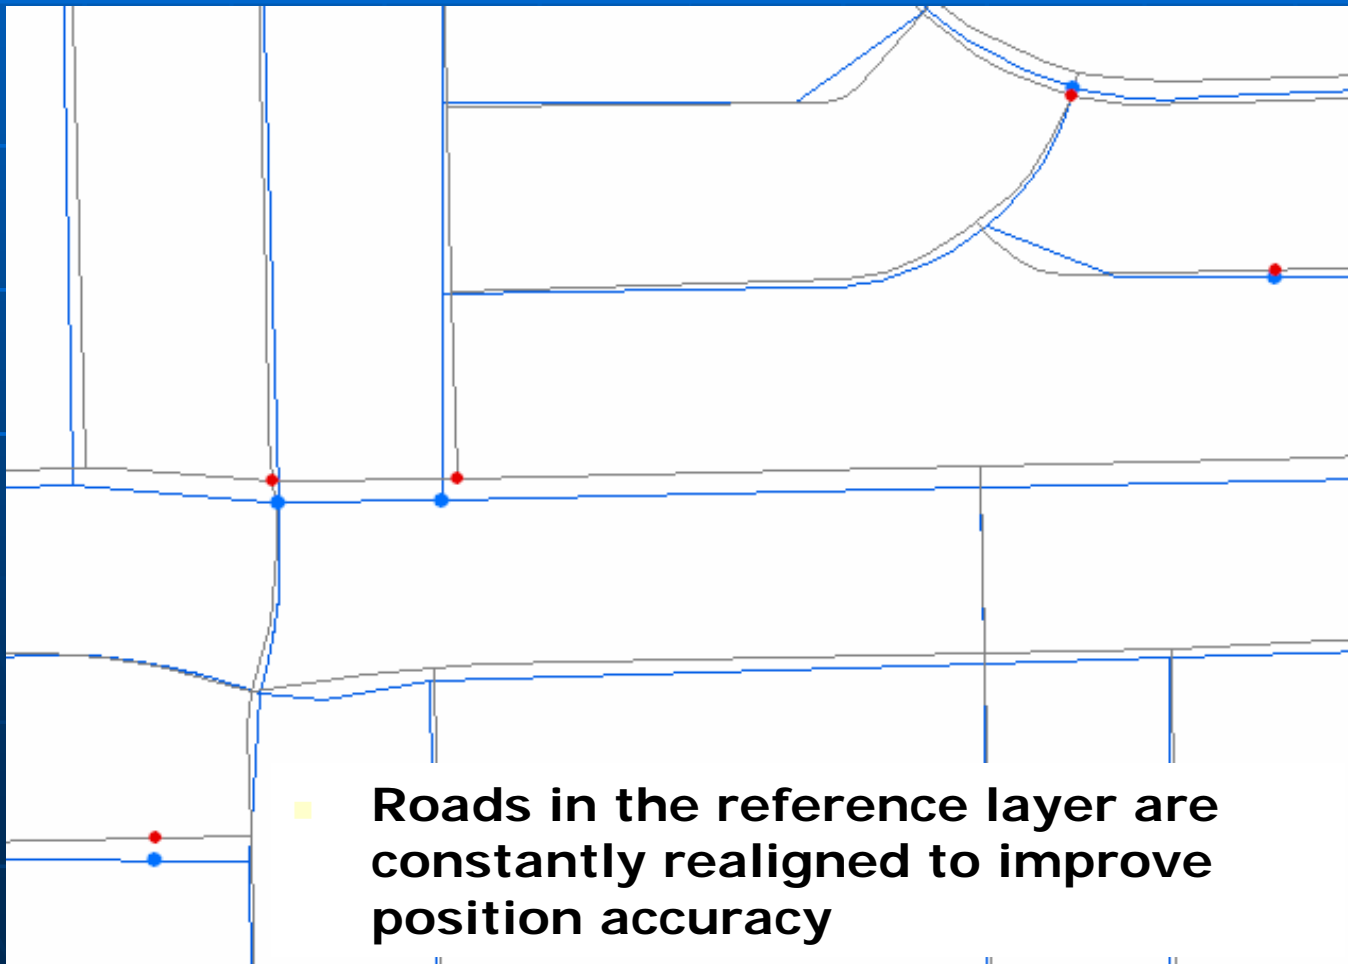 Roads in the reference layer are
constantly realigned to improve
position accuracy